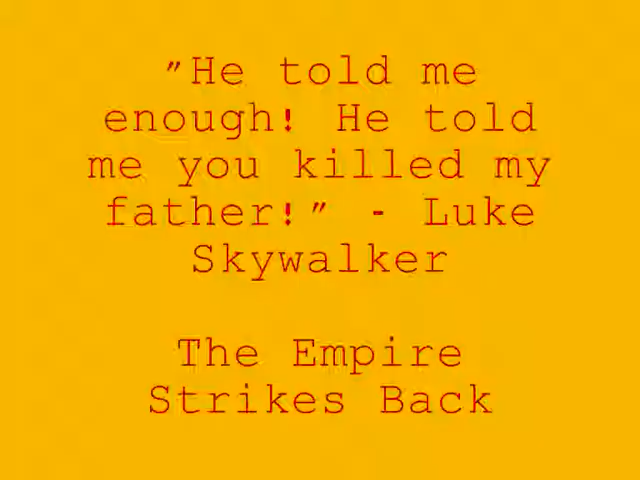 "He told me
enough! He told
me you killed my
father!" - Luke
Skywalker
The Empire
Strikes Back